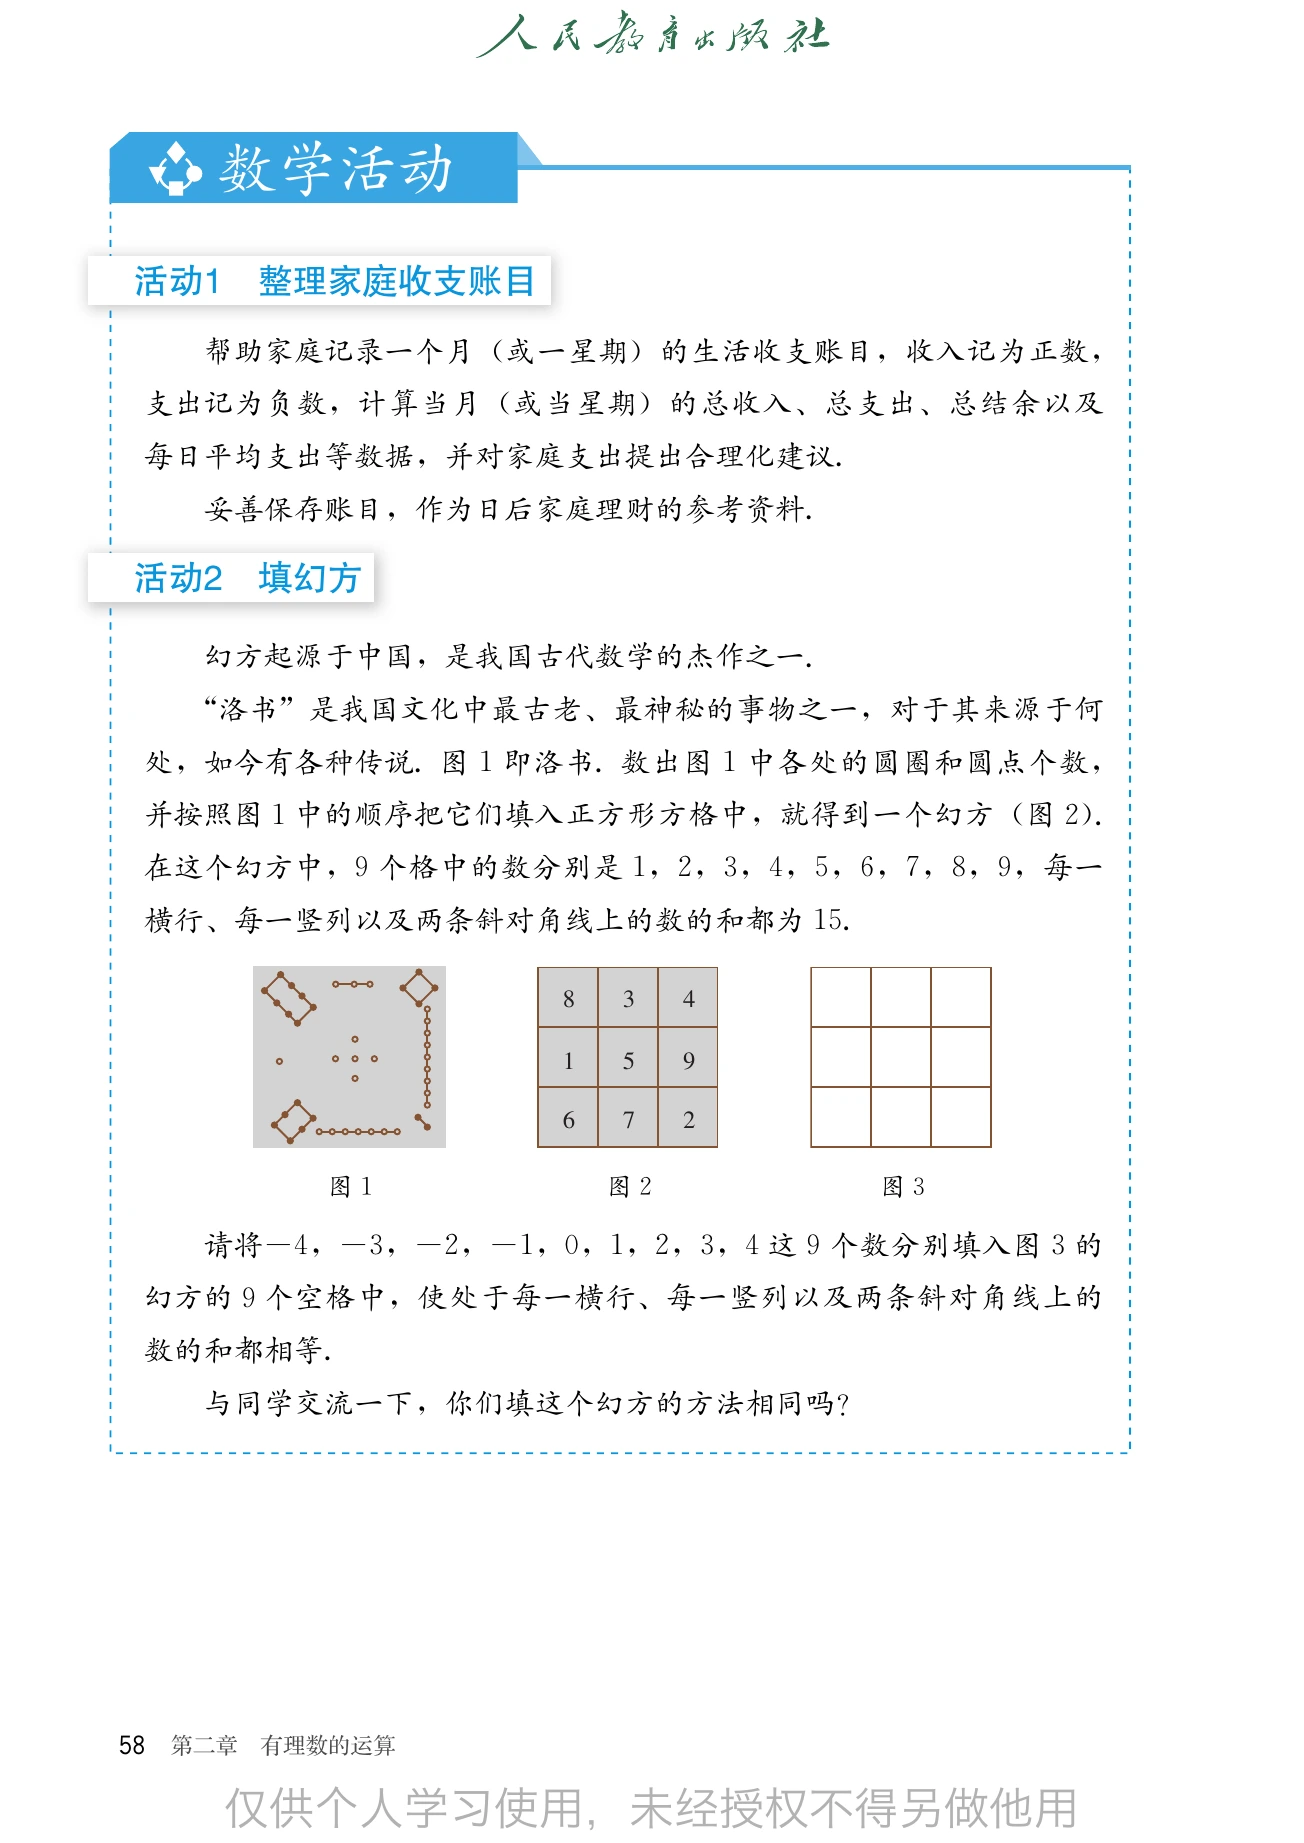 人民教育出版社
数学活动
活动1　整理家庭收支账目
帮助家庭记录一个月（或一星期）的生活收支账目，收入记为正数，
支出记为负数，计算当月（或当星期）的总收入、总支出、总结余以及
每日平均支出等数据，并对家庭支出提出合理化建议.
妥善保存账目，作为日后家庭理财的参考资料.
活动2　填幻方
幻方起源于中国，是我国古代数学的杰作之一.
“洛书”是我国文化中最古老、最神秘的事物之一，对于其来源于何
处，如今有各种传说. 图 1 即洛书. 数出图 1 中各处的圆圈和圆点个数，
并按照图 1 中的顺序把它们填入正方形方格中，就得到一个幻方（图 2）.
在这个幻方中，9 个格中的数分别是 1，2，3，4，5，6，7，8，9，每一
横行、每一竖列以及两条斜对角线上的数的和都为 15.
8 3 4
1 5 9
6 7 2
图 1
图 2
图 3
请将－4，－3，－2，－1，0，1，2，3，4 这 9 个数分别填入图 3 的
幻方的 9 个空格中，使处于每一横行、每一竖列以及两条斜对角线上的
数的和都相等.
与同学交流一下，你们填这个幻方的方法相同吗？
58　第二章　有理数的运算
仅供个人学习使用，未经授权不得另做他用